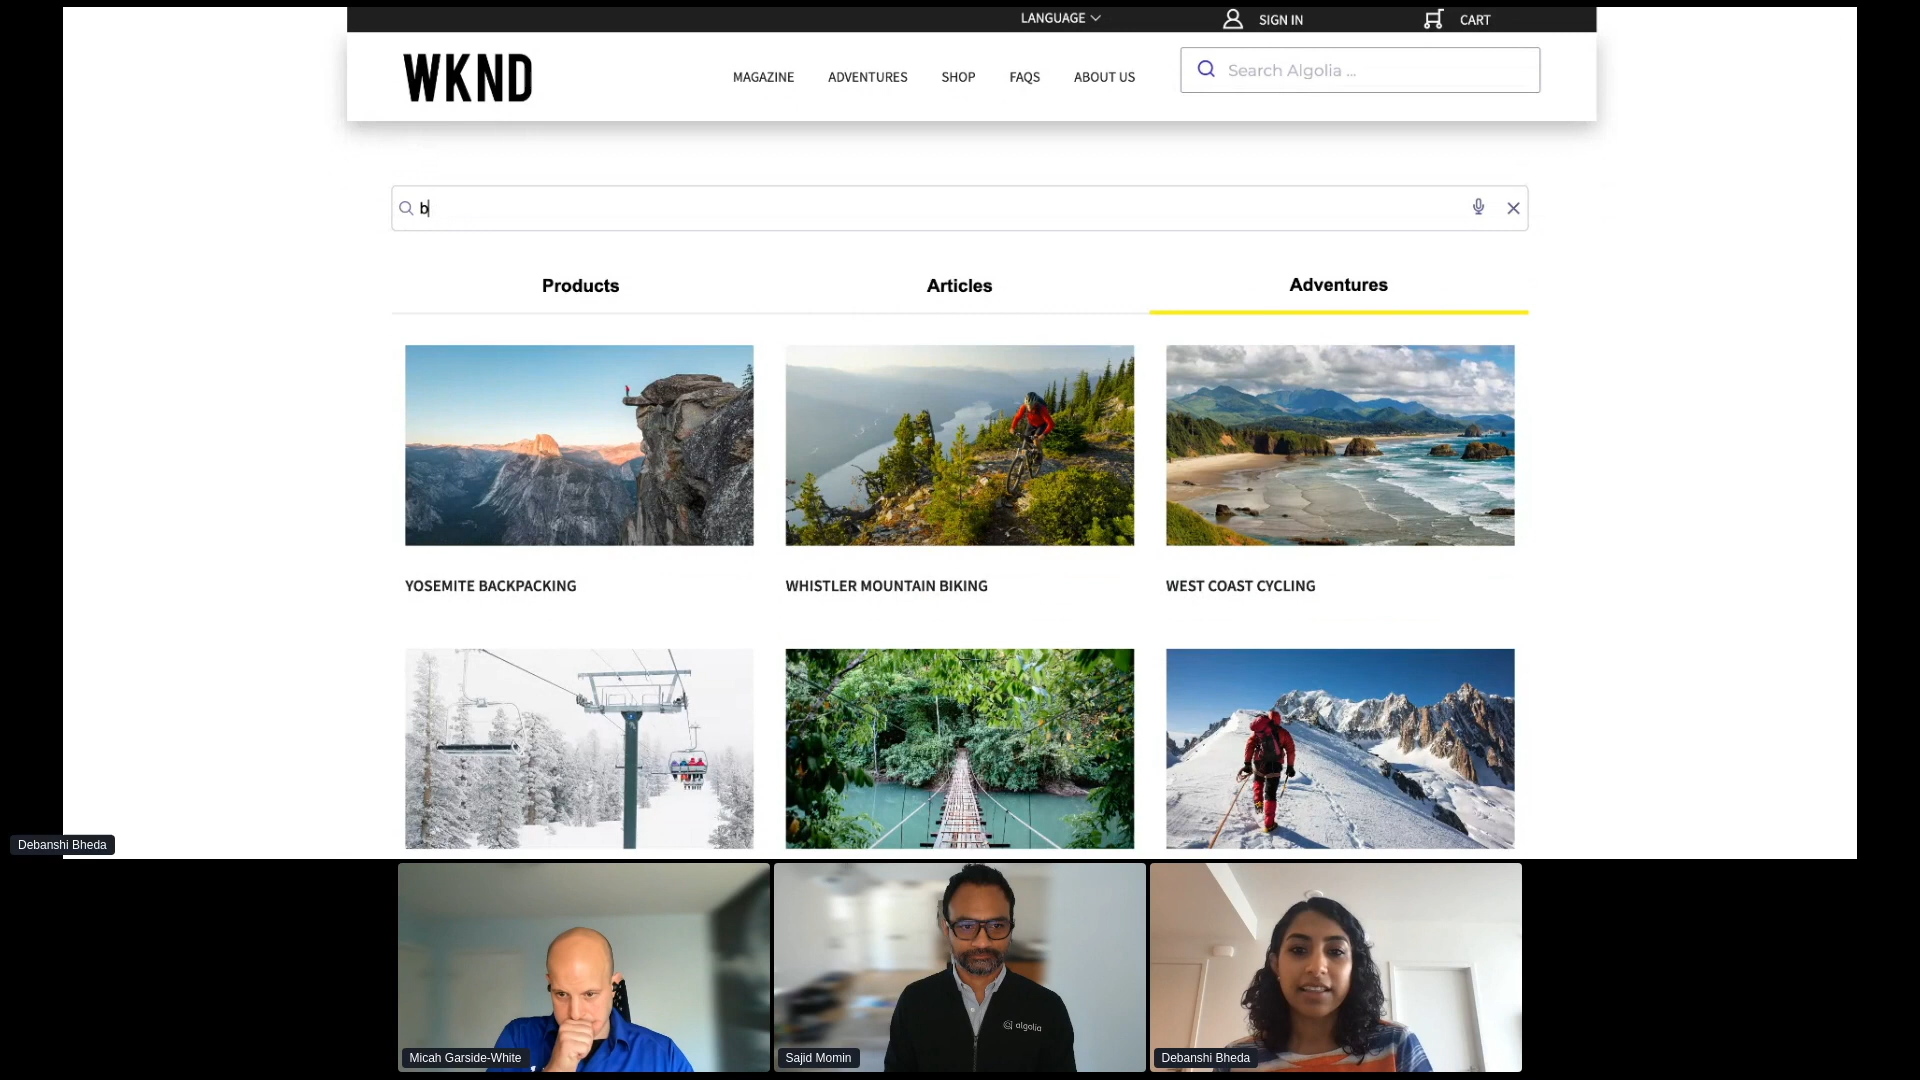 LANGUAGE SIGN IN CART
WKND MAGAZINE ADVENTURES SHOP FAQS ABOUT US Search Algolia ...
b
Products Articles Adventures
YOSEMITE BACKPACKING WHISTLER MOUNTAIN BIKING WEST COAST CYCLING
Debanshi Bheda
algolia
Micah Garside-White Sajid Momin Debanshi Bheda